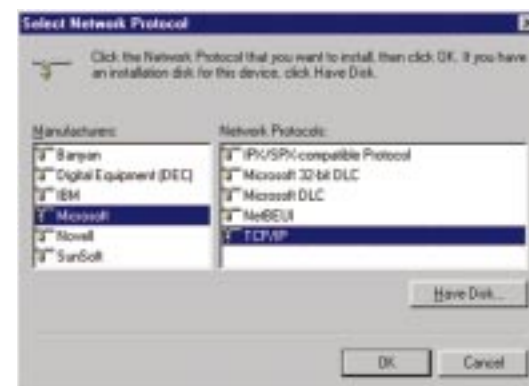 Select Network Protocol
Click the Network Protocol that you want to install, then click OK. If you have
an installation disk for this device, click Have Disk.
Manufacturers:
Network Protocols:
Banyan
Digital Equipment (DEC)
IBM
Microsoft
Novell
SunSoft
IPX/SPX-compatible Protocol
Microsoft 32-bit DLC
Microsoft DLC
NetBEUI
TCP/IP
Have Disk...
OK
Cancel